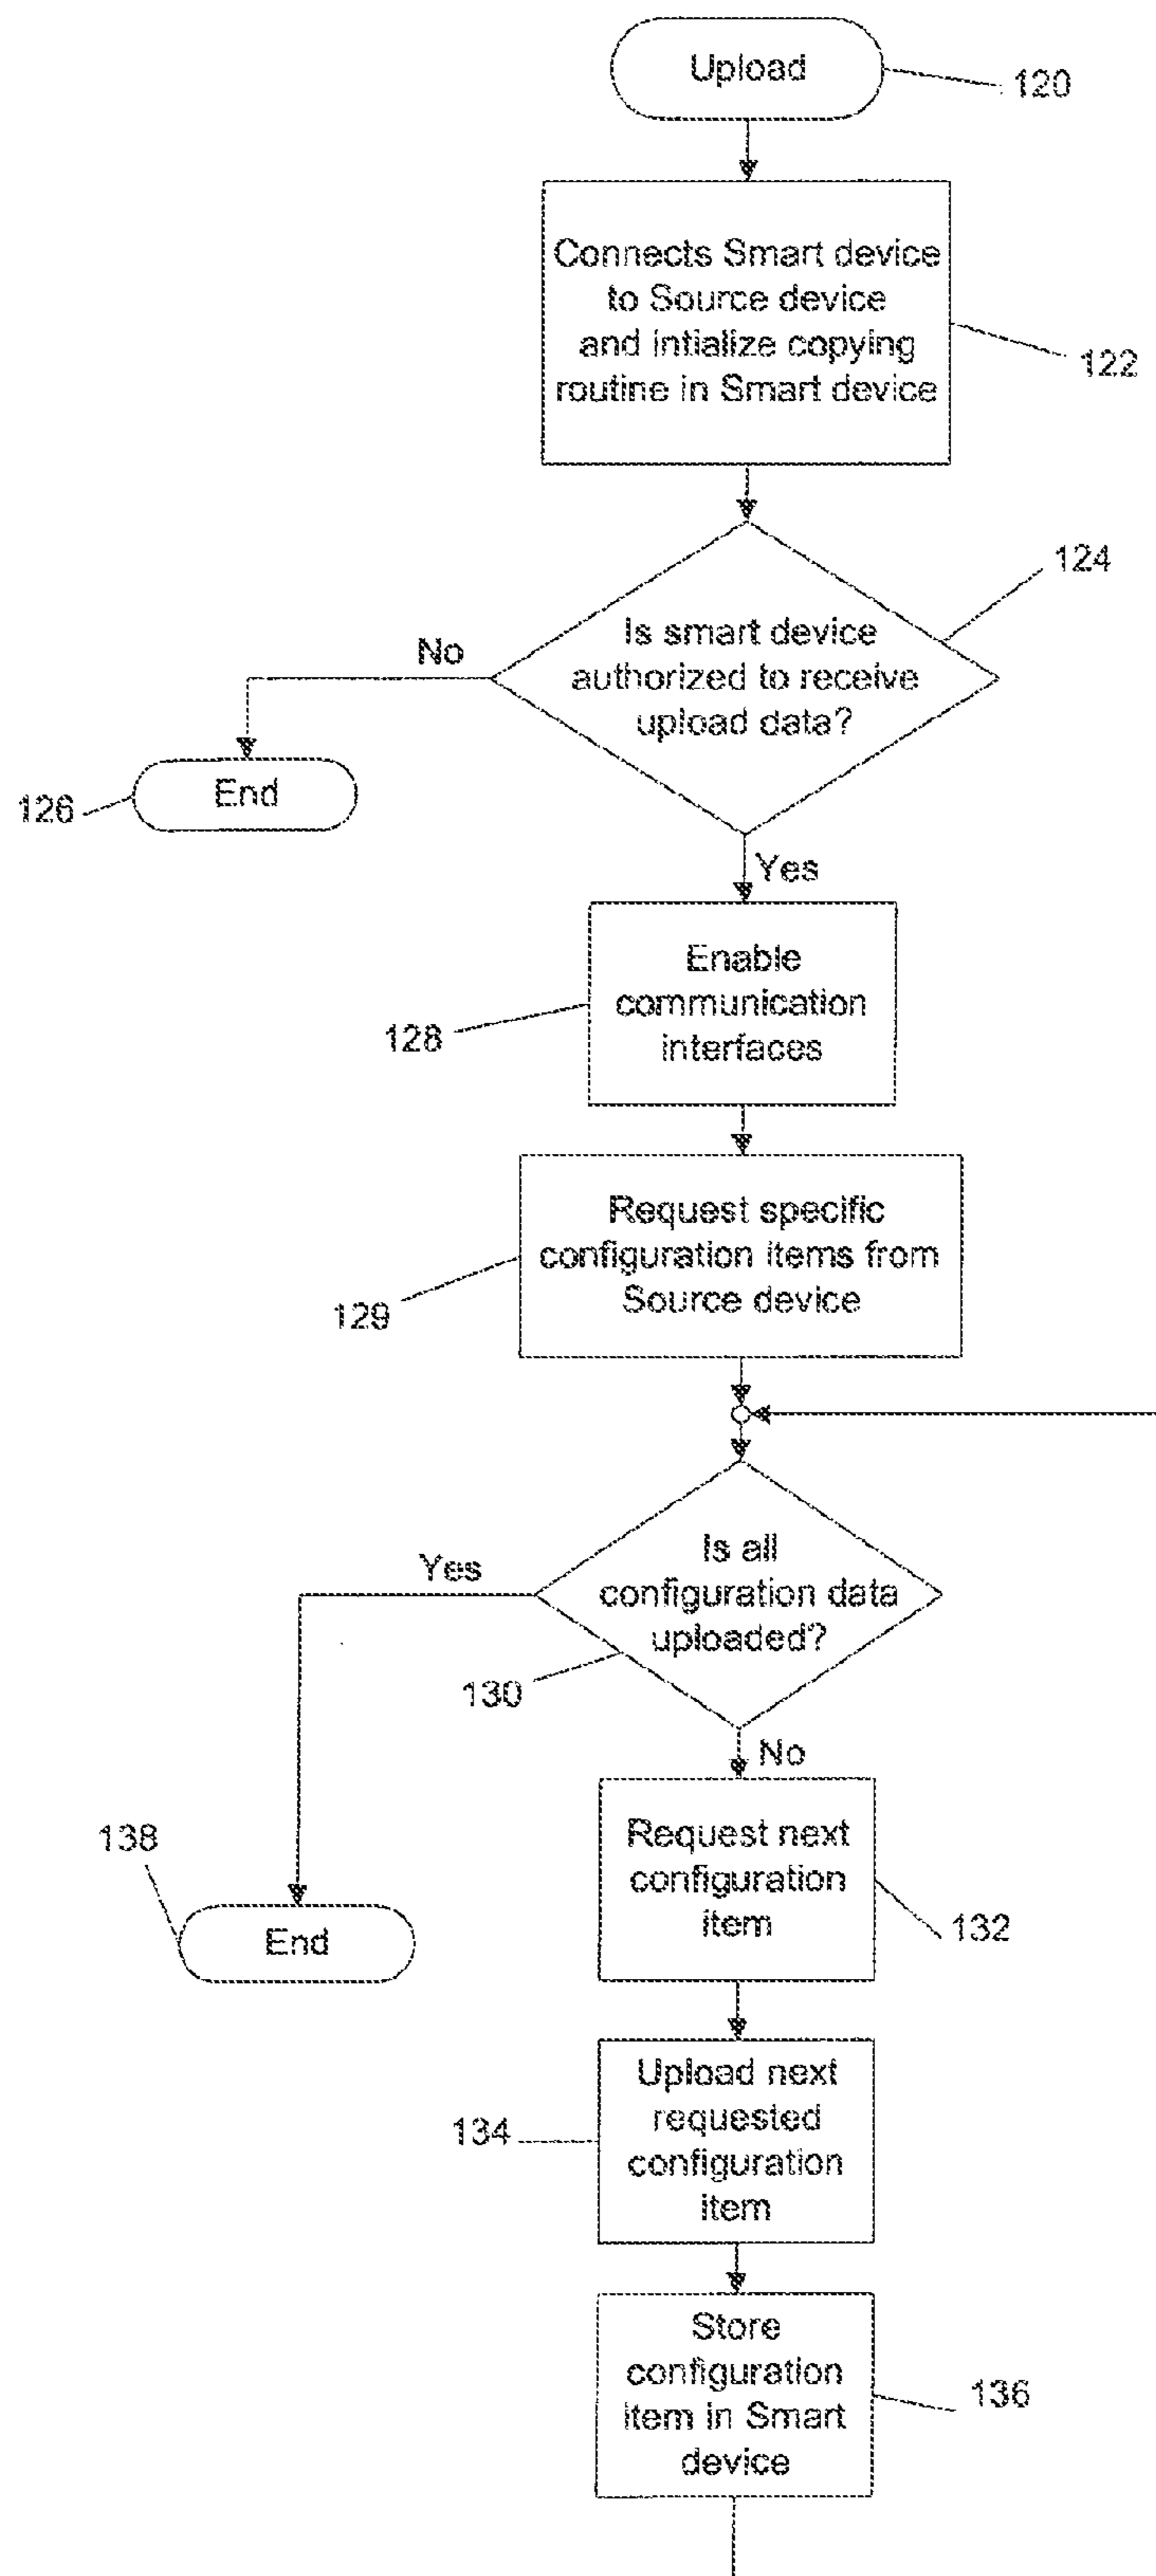 Upload
120
Connects Smart device
to Source device
and intialize copying
routine in Smart device
122
124
Is smart device
authorized to receive
upload data?
No
End
126
Yes
Enable
communication
interfaces
128
Request specific
configuration items from
Source device
129
Is all
configuration data
uploaded?
Yes
130
No
138
End
Request next
configuration
item
132
Upload next
requested
configuration
item
134
Store
configuration
item in Smart
device
136